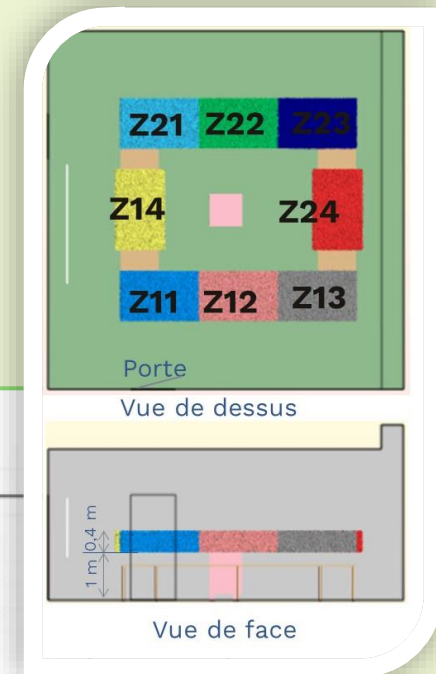 Z21 Z22 Z23
Z14 Z24
Z11 Z12 Z13
Porte
Vue de dessus
0,4 m
1 m
Vue de face